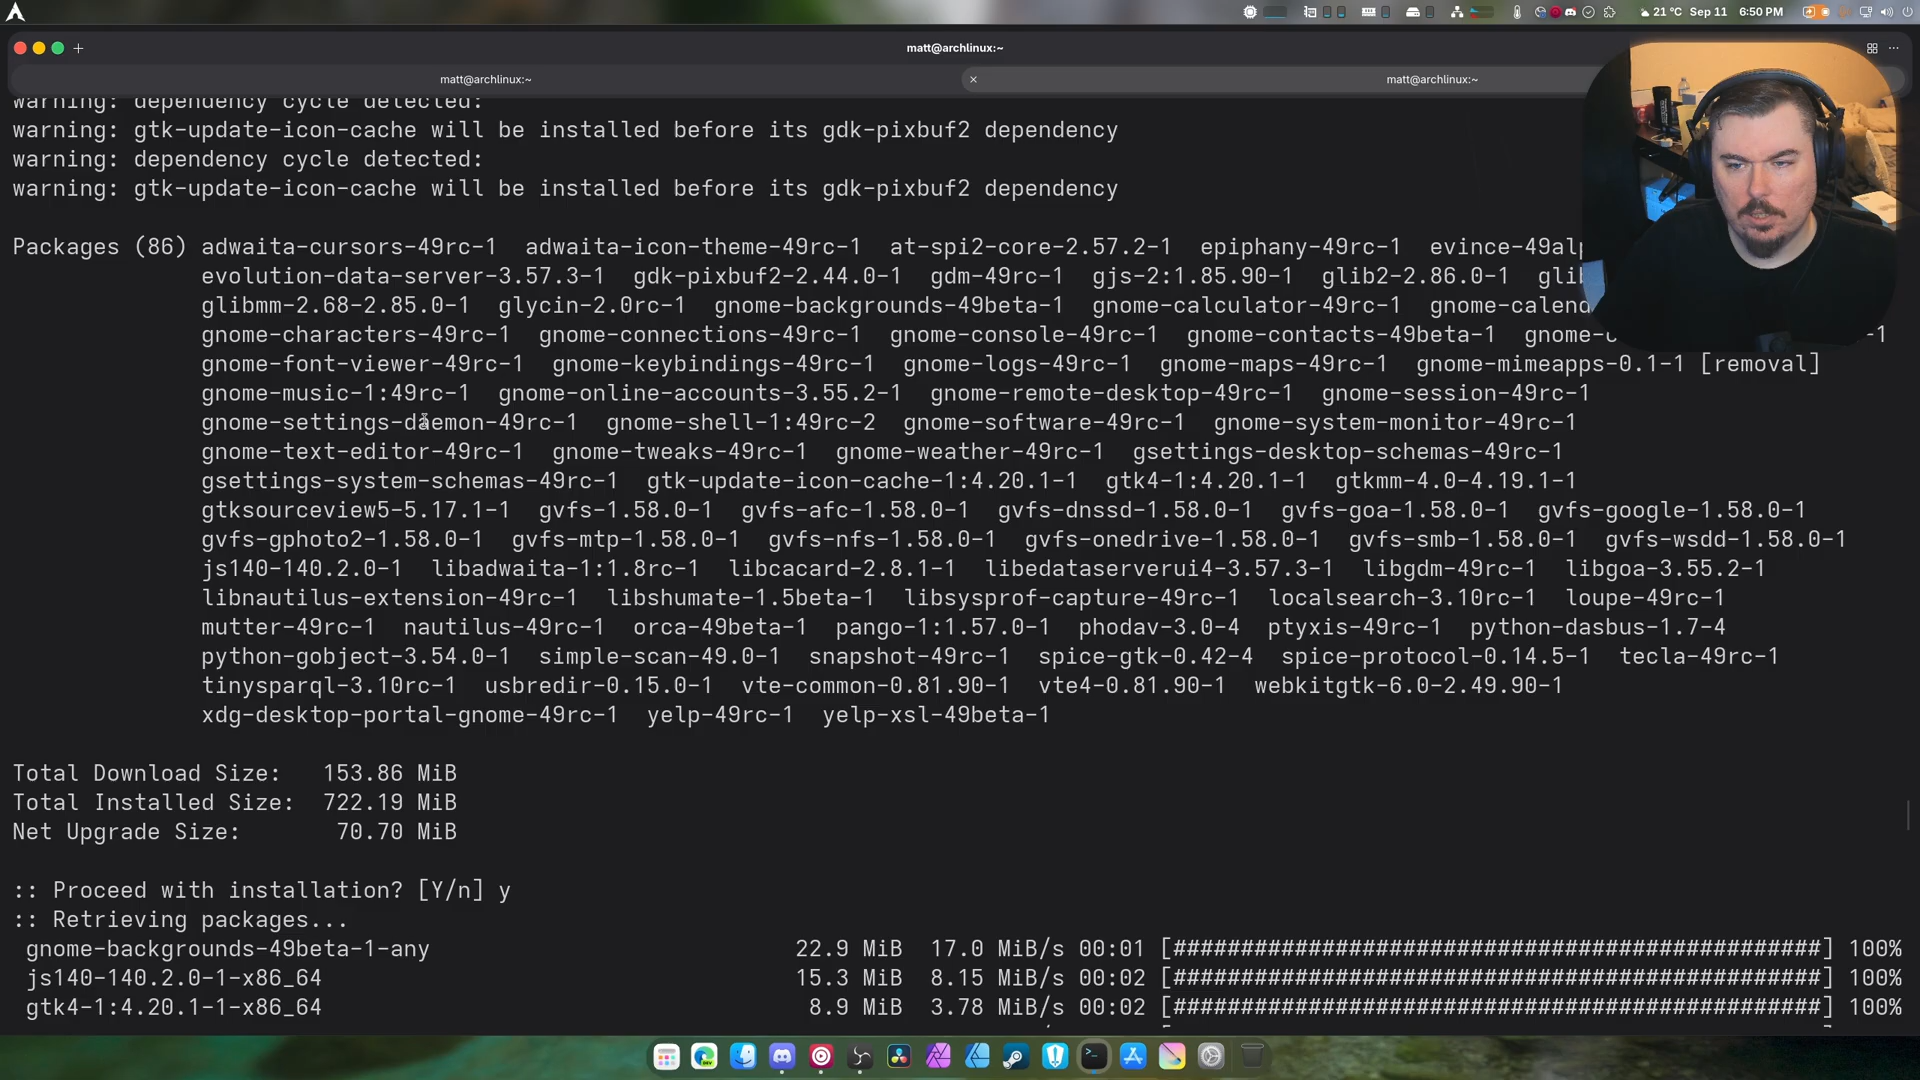 21 °C Sep 11 6:50 PM
matt@archlinux:~
matt@archlinux:~
matt@archlinux:~
warning: dependency cycle detected:
warning: gtk-update-icon-cache will be installed before its gdk-pixbuf2 dependency
warning: dependency cycle detected:
warning: gtk-update-icon-cache will be installed before its gdk-pixbuf2 dependency
Packages (86) adwaita-cursors-49rc-1 adwaita-icon-theme-49rc-1 at-spi2-core-2.57.2-1 epiphany-49rc-1
evolution-data-server-3.57.3-1 gdk-pixbuf2-2.44.0-1 gdm-49rc-1 gjs-2:1.85.90-1 glib2-2.86.0-1
glibmm-2.68-2.85.0-1 glycin-2.0rc-1 gnome-backgrounds-49beta-1 gnome-calculator-49rc-1
gnome-characters-49rc-1 gnome-connections-49rc-1 gnome-console-49rc-1 gnome-contacts-49beta-1
gnome-font-viewer-49rc-1 gnome-keybindings-49rc-1 gnome-logs-49rc-1 gnome-maps-49rc-1 gnome-mimeapps-0.1-1 [removal]
gnome-music-1:49rc-1 gnome-online-accounts-3.55.2-1 gnome-remote-desktop-49rc-1 gnome-session-49rc-1
gnome-settings-daemon-49rc-1 gnome-shell-1:49rc-2 gnome-software-49rc-1 gnome-system-monitor-49rc-1
gnome-text-editor-49rc-1 gnome-tweaks-49rc-1 gnome-weather-49rc-1 gsettings-desktop-schemas-49rc-1
gsettings-system-schemas-49rc-1 gtk-update-icon-cache-1:4.20.1-1 gtk4-1:4.20.1-1 gtkmm-4.0-4.19.1-1
gtksourceview5-5.17.1-1 gvfs-1.58.0-1 gvfs-afc-1.58.0-1 gvfs-dnssd-1.58.0-1 gvfs-goa-1.58.0-1 gvfs-google-1.58.0-1
gvfs-gphoto2-1.58.0-1 gvfs-mtp-1.58.0-1 gvfs-nfs-1.58.0-1 gvfs-onedrive-1.58.0-1 gvfs-smb-1.58.0-1 gvfs-wsdd-1.58.0-1
js140-140.2.0-1 libadwaita-1:1.8rc-1 libcacard-2.8.1-1 libedataserverui4-3.57.3-1 libgdm-49rc-1 libgoa-3.55.2-1
libnautilus-extension-49rc-1 libshumate-1.5beta-1 libsysprof-capture-49rc-1 localsearch-3.10rc-1 loupe-49rc-1
mutter-49rc-1 nautilus-49rc-1 orca-49beta-1 pango-1:1.57.0-1 phodav-3.0-4 ptyxis-49rc-1 python-dasbus-1.7-4
python-gobject-3.54.0-1 simple-scan-49.0-1 snapshot-49rc-1 spice-gtk-0.42-4 spice-protocol-0.14.5-1 tecla-49rc-1
tinysparql-3.10rc-1 usbredir-0.15.0-1 vte-common-0.81.90-1 vte4-0.81.90-1 webkitgtk-6.0-2.49.90-1
xdg-desktop-portal-gnome-49rc-1 yelp-49rc-1 yelp-xsl-49beta-1
Total Download Size: 153.86 MiB
Total Installed Size: 722.19 MiB
Net Upgrade Size: 70.70 MiB
:: Proceed with installation? [Y/n] y
:: Retrieving packages...
gnome-backgrounds-49beta-1-any 22.9 MiB 17.0 MiB/s 00:01 [################################################] 100%
js140-140.2.0-1-x86_64 15.3 MiB 8.15 MiB/s 00:02 [################################################] 100%
gtk4-1:4.20.1-1-x86_64 8.9 MiB 3.78 MiB/s 00:02 [################################################] 100%